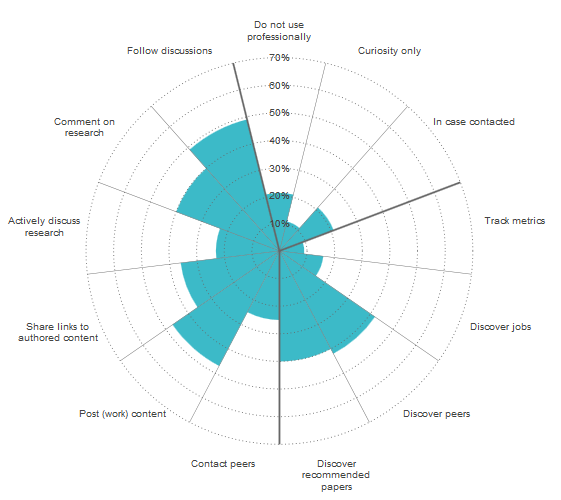 Do not use
professionally
Follow discussions
Curiosity only
70%
60%
50%
40%
30%
20%
10%
Comment on
research
In case contacted
Actively discuss
research
Track metrics
Share links to
authored content
Discover jobs
Post (work) content
Discover peers
Contact peers
Discover
recommended
papers